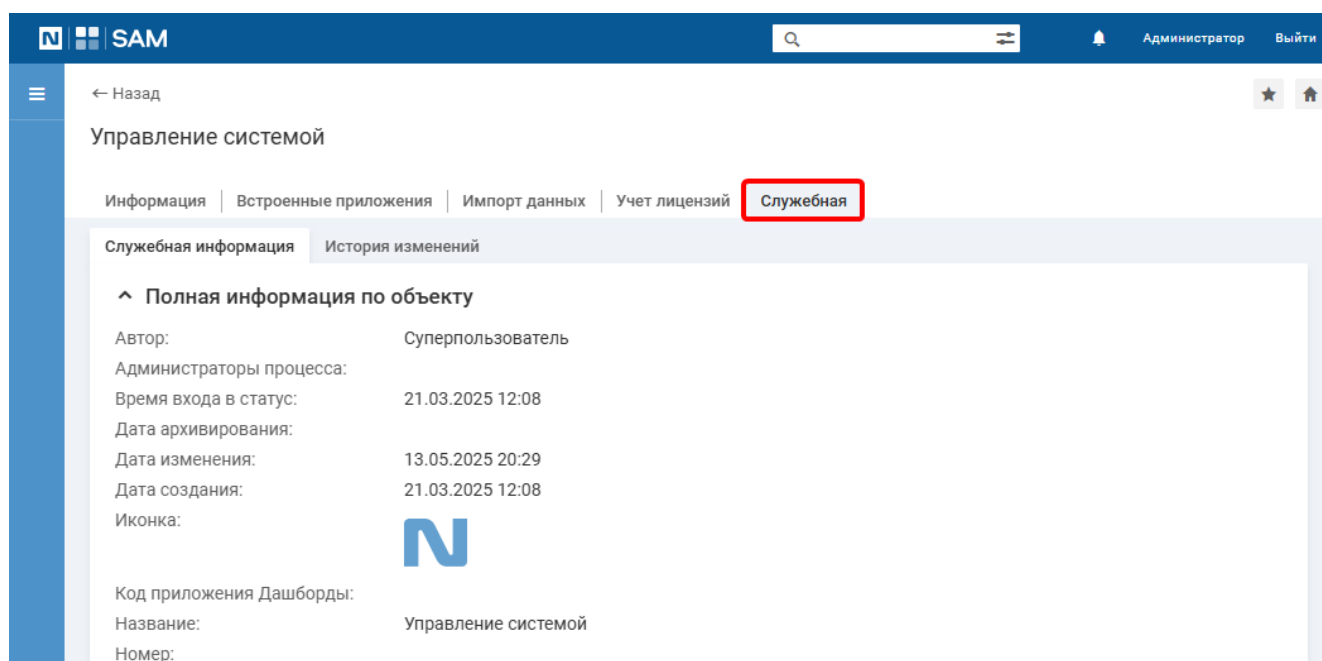 N SAM Администратор Выйти
← Назад
Управление системой
Информация Встроенные приложения Импорт данных Учет лицензий Служебная
Служебная информация История изменений
Полная информация по объекту
Автор: Суперпользователь
Администраторы процесса:
Время входа в статус: 21.03.2025 12:08
Дата архивирования:
Дата изменения: 13.05.2025 20:29
Дата создания: 21.03.2025 12:08
Иконка: N
Код приложения Дашборды:
Название: Управление системой
Номер: